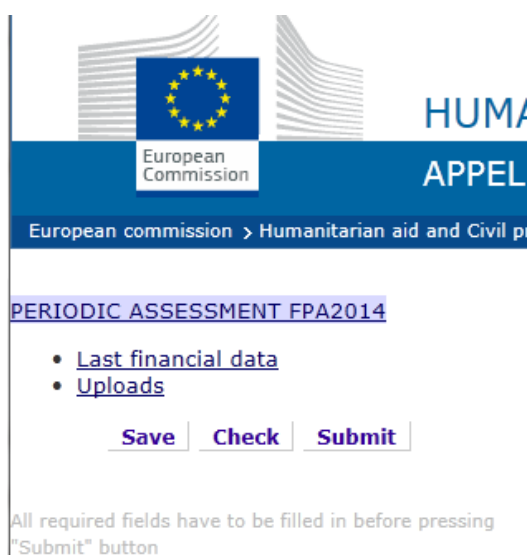 HUMA
European
Commission
APPEL
European commission > Humanitarian aid and Civil pr
PERIODIC ASSESSMENT FPA2014
• Last financial data
• Uploads
Save Check Submit
All required fields have to be filled in before pressing
"Submit" button